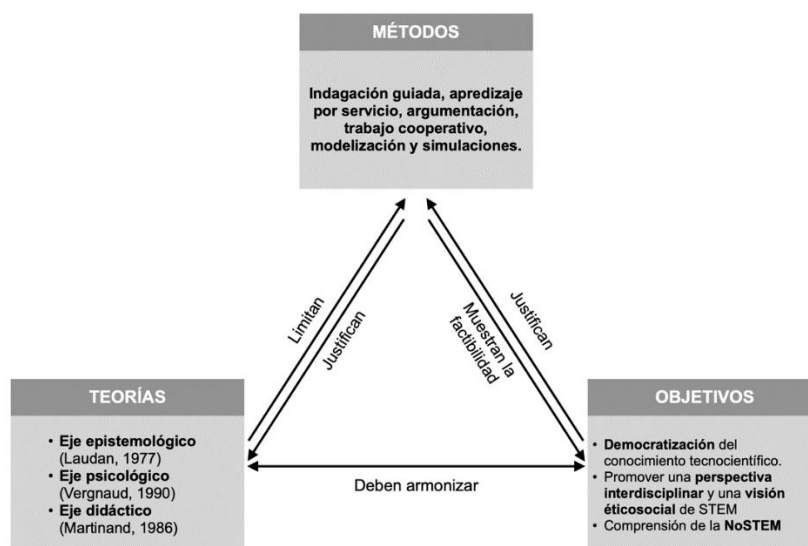 MÉTODOS
Indagación guiada, apredizaje
por servicio, argumentación,
trabajo cooperativo,
modelización y simulaciones.
Limitan
Justifican
Muestran la
factibilidad
Justifican
TEORÍAS
• Eje epistemológico
(Laudan, 1977)
• Eje psicológico
(Vergnaud, 1990)
• Eje didáctico
(Martinand, 1986)
Deben armonizar
OBJETIVOS
• Democratización del
conocimiento tecnocientífico.
• Promover una perspectiva
interdisciplinar y una visión
éticosocial de STEM
• Comprensión de la NoSTEM